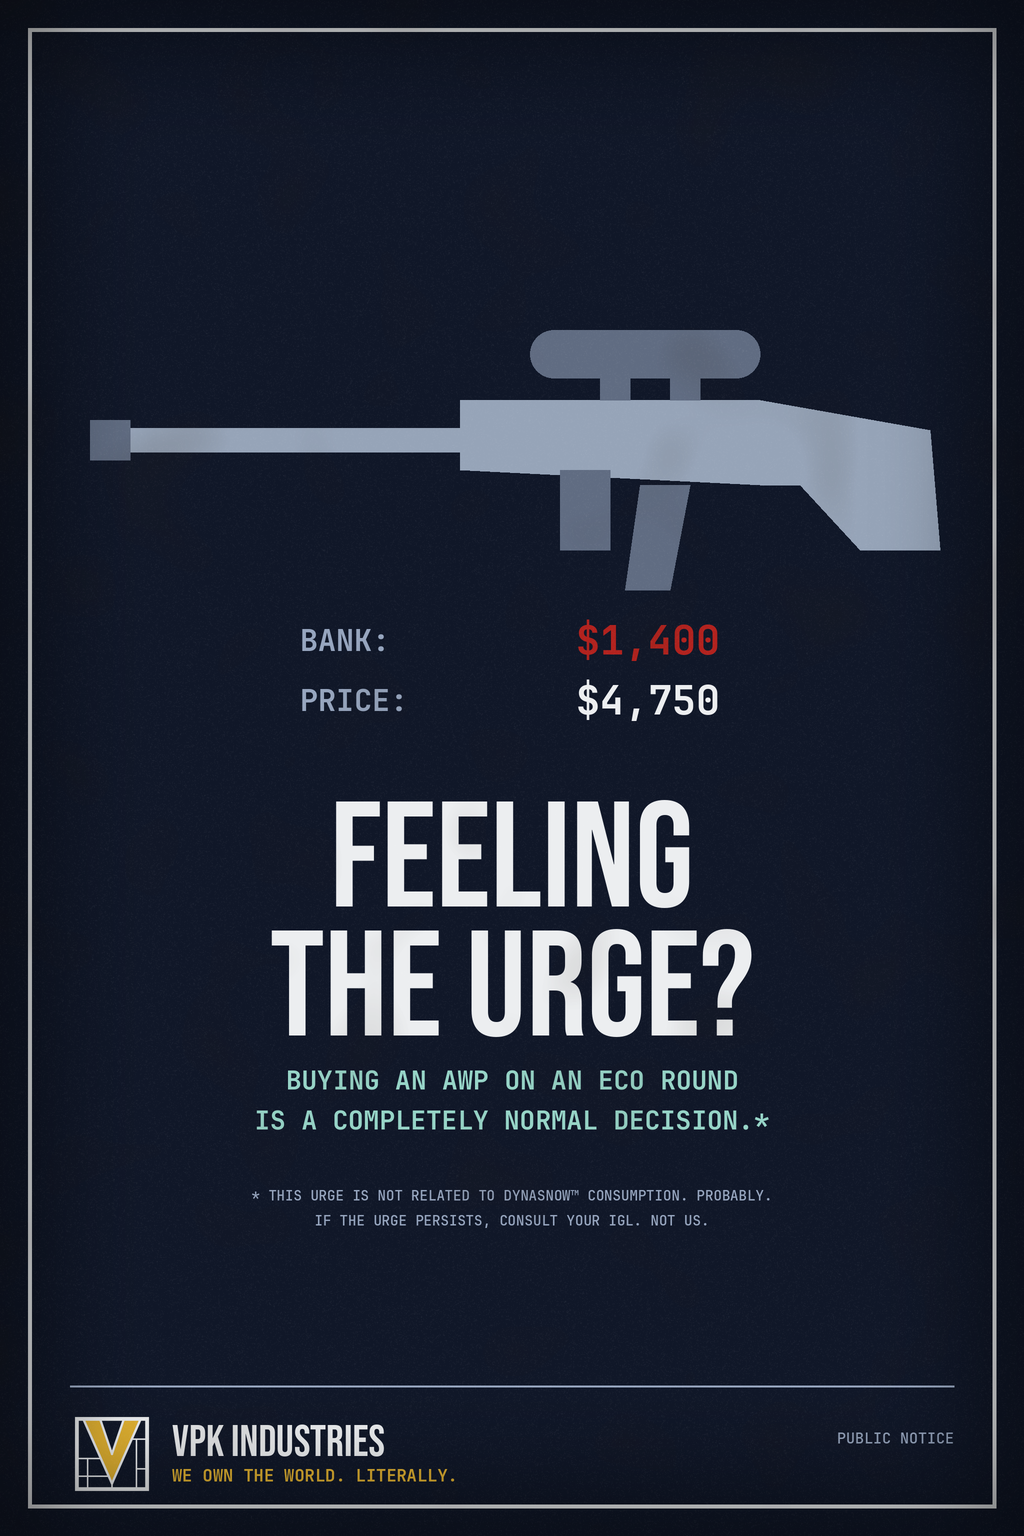 BANK: $1,400
PRICE: $4,750
FEELING
THE URGE?
BUYING AN AWP ON AN ECO ROUND
IS A COMPLETELY NORMAL DECISION.*
* THIS URGE IS NOT RELATED TO DYNASNOW™ CONSUMPTION. PROBABLY.
IF THE URGE PERSISTS, CONSULT YOUR IGL. NOT US.
V
VPK INDUSTRIES
WE OWN THE WORLD. LITERALLY.
PUBLIC NOTICE